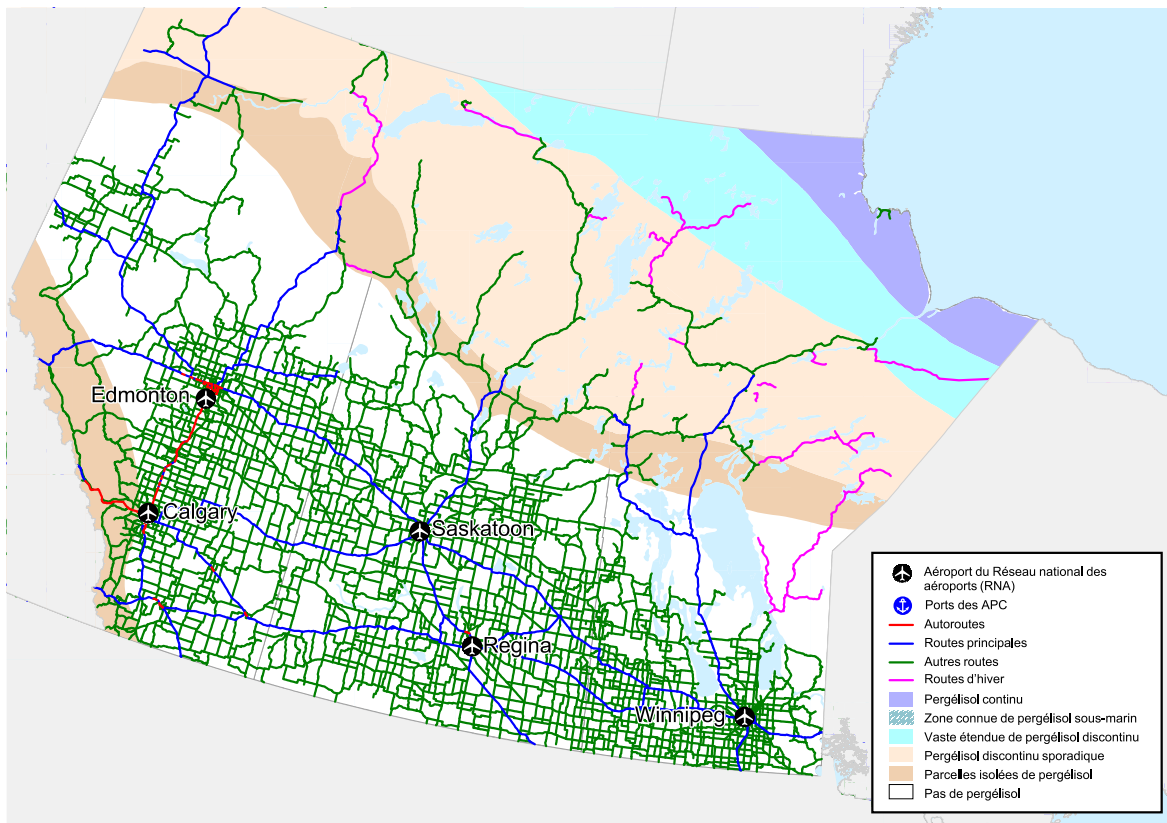 Edmonton
Calgary
Saskatoon
Regina
Winnipeg
Aéroport du Réseau national des
aéroports (RNA)
Ports des APC
Autoroutes
Routes principales
Autres routes
Routes d'hiver
Pergélisol continu
Zone connue de pergélisol sous-marin
Vaste étendue de pergélisol discontinu
Pergélisol discontinu sporadique
Parcelles isolées de pergélisol
Pas de pergélisol